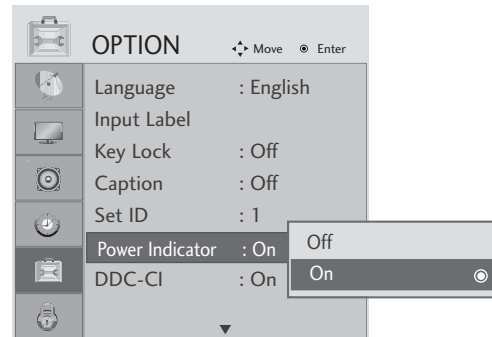 OPTION Move Enter
Language : English
Input Label
Key Lock : Off
Caption : Off
Set ID : 1
Power Indicator : On
DDC-CI : On
Off
On